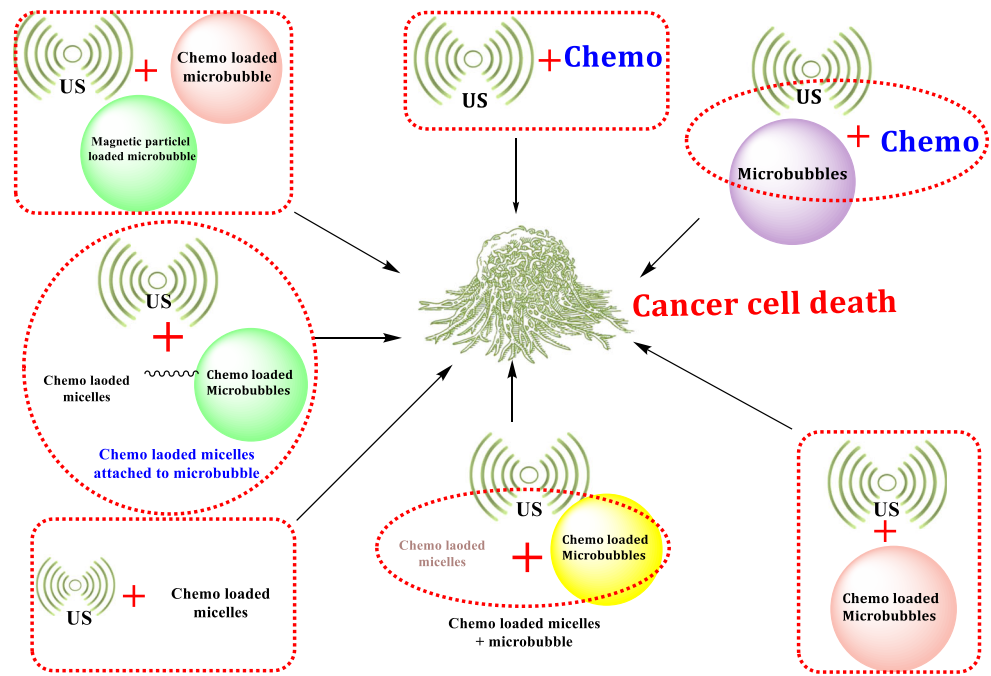 US
+
Chemo loaded
microbubble
Magnetic particlel
loaded microbubble
US
+
Chemo
US
+
Chemo
Microbubbles
Cancer cell death
US
+
Chemo laoded
micelles
Chemo loaded
Microbubbles
Chemo laoded micelles
attached to microbubble
US
+
Chemo loaded
micelles
US
Chemo laoded
micelles
+
Chemo loaded
Microbubbles
Chemo loaded micelles
+ microbubble
US
+
Chemo loaded
Microbubbles